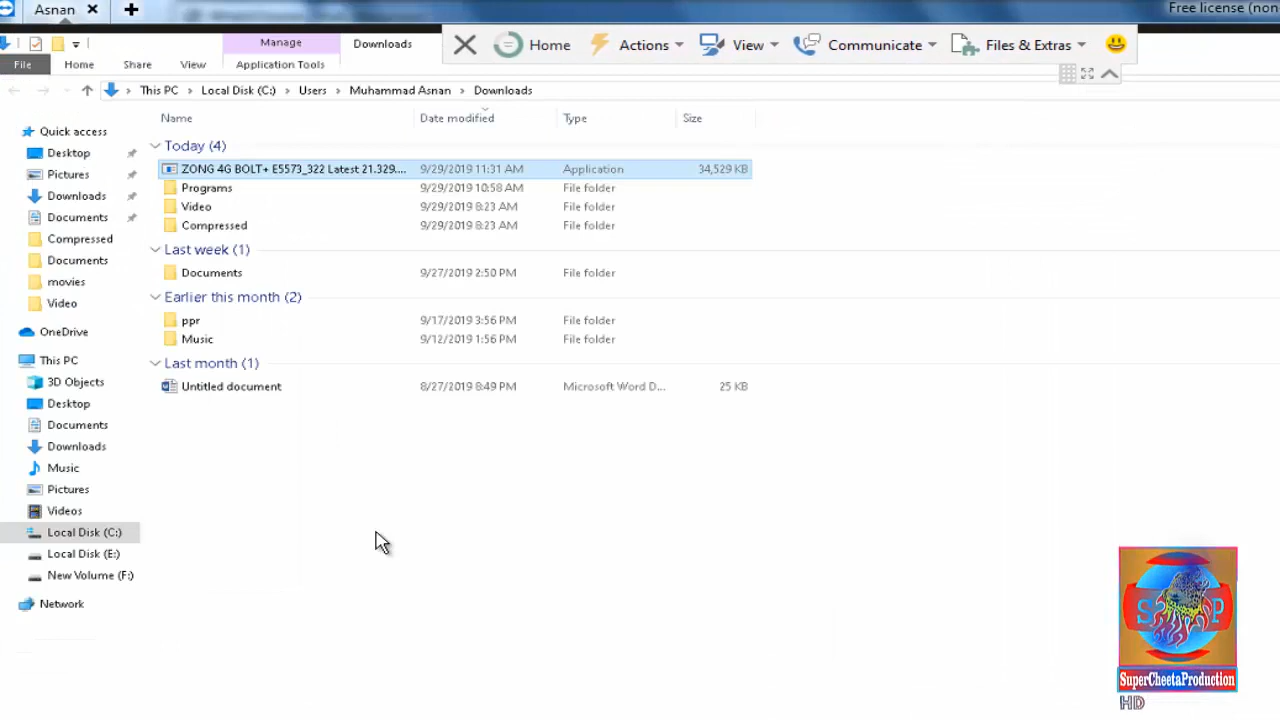 Asnan
Free license (non
Manage
Downloads
Home
Actions
View
Communicate
Files & Extras
File
Home
Share
View
Application Tools
This PC
Local Disk (C:)
Users
Muhammad Asnan
Downloads
Name
Date modified
Type
Size
Quick access
Desktop
Pictures
Downloads
Documents
Compressed
Documents
movies
Video
OneDrive
This PC
3D Objects
Desktop
Documents
Downloads
Music
Pictures
Videos
Local Disk (C:)
Local Disk (E:)
New Volume (F:)
Network
Today (4)
ZONG 4G BOLT+ E5573_322 Latest 21.329.... 9/29/2019 11:31 AM Application 34,529 KB
Programs 9/29/2019 10:58 AM File folder
Video 9/29/2019 8:23 AM File folder
Compressed 9/29/2019 8:23 AM File folder
Last week (1)
Documents 9/27/2019 2:50 PM File folder
Earlier this month (2)
ppr 9/17/2019 3:56 PM File folder
Music 9/12/2019 1:56 PM File folder
Last month (1)
Untitled document 8/27/2019 8:49 PM Microsoft Word D... 25 KB
S P
SuperCheetaProduction
HD